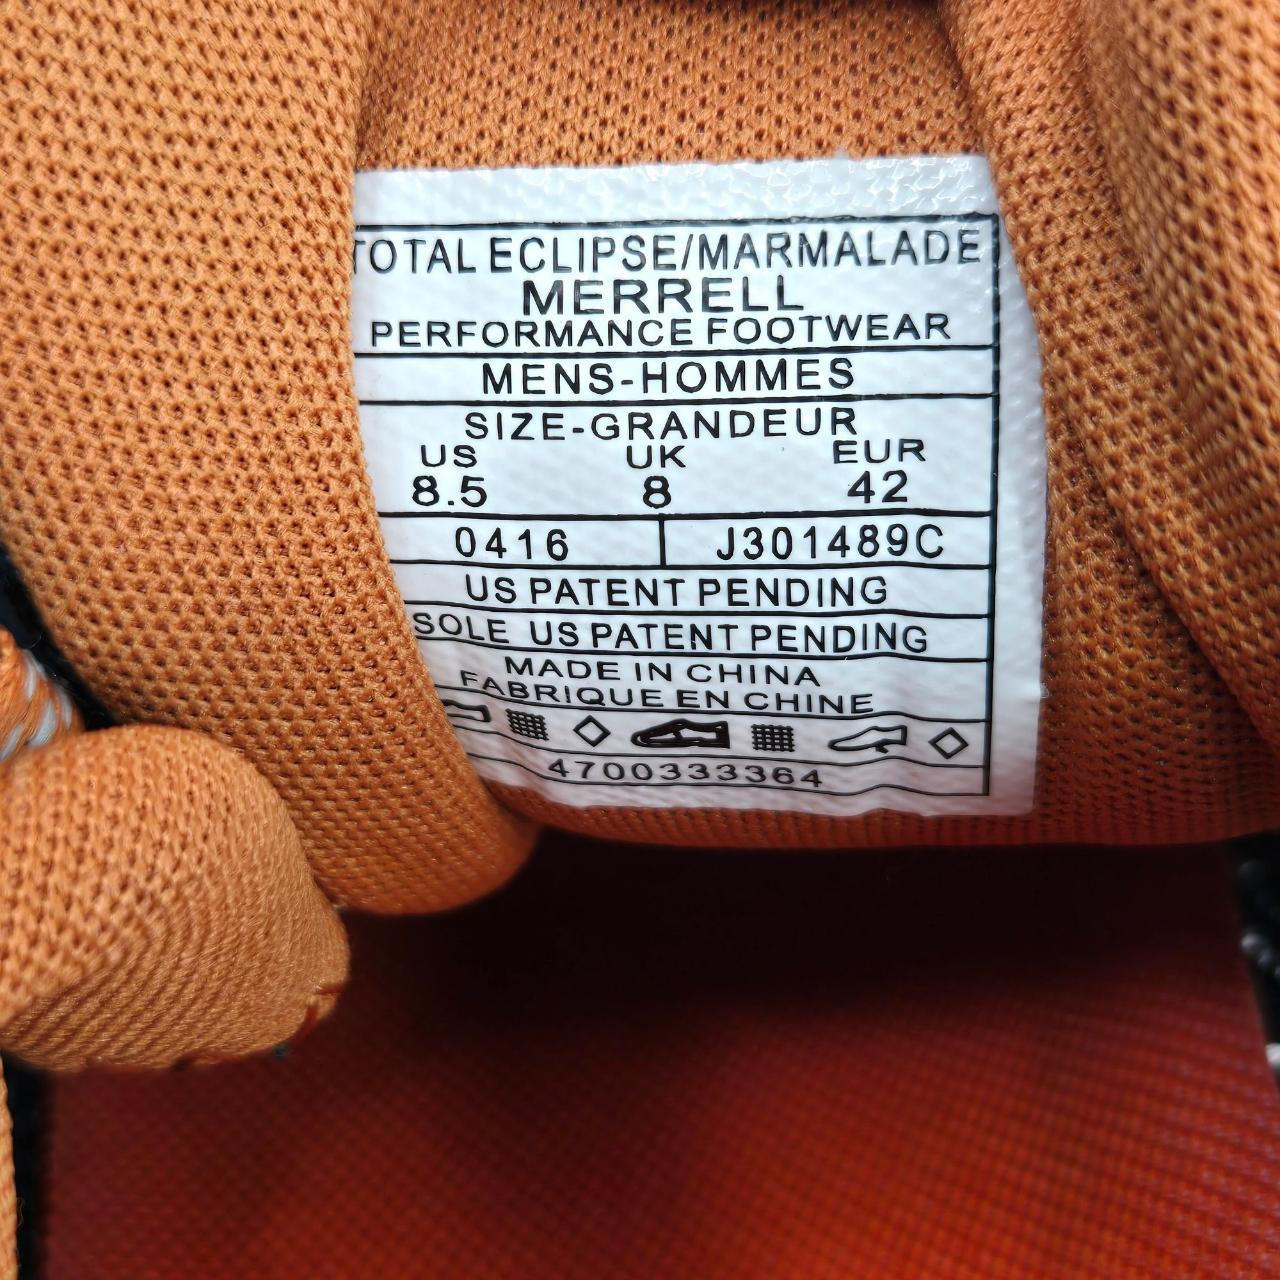 TOTAL ECLIPSE/MARMALADE
MERRELL
PERFORMANCE FOOTWEAR
MENS-HOMMES
SIZE-GRANDEUR
US UK EUR
8.5 8 42
0416 J301489C
US PATENT PENDING
SOLE US PATENT PENDING
MADE IN CHINA
FABRIQUE EN CHINE
4700333364